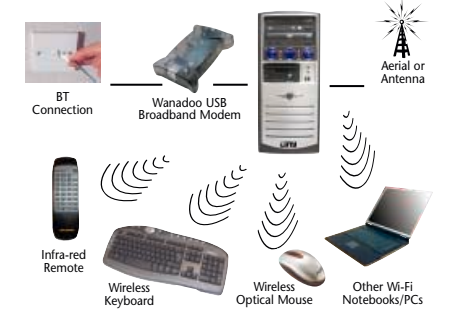 BT
Connection
Wanadoo USB
Broadband Modem
Aerial or
Antenna
Infra-red
Remote
Wireless
Keyboard
Wireless
Optical Mouse
Other Wi-Fi
Notebooks/PCs